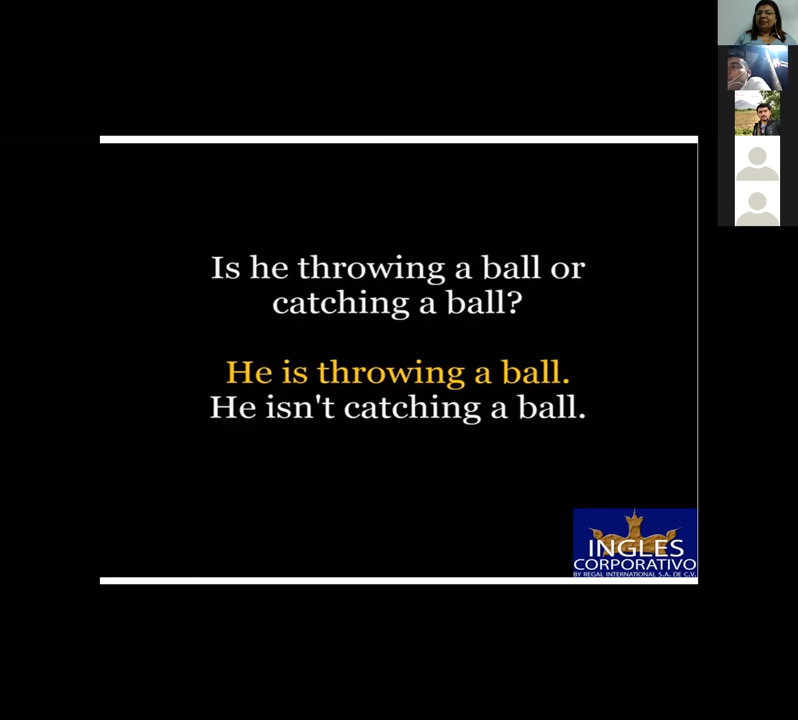 Is he throwing a ball or
catching a ball?
He is throwing a ball.
He isn't catching a ball.
INGLES
CORPORATIVO
BY REGAL INTERNATIONAL S.A. DE C.V.